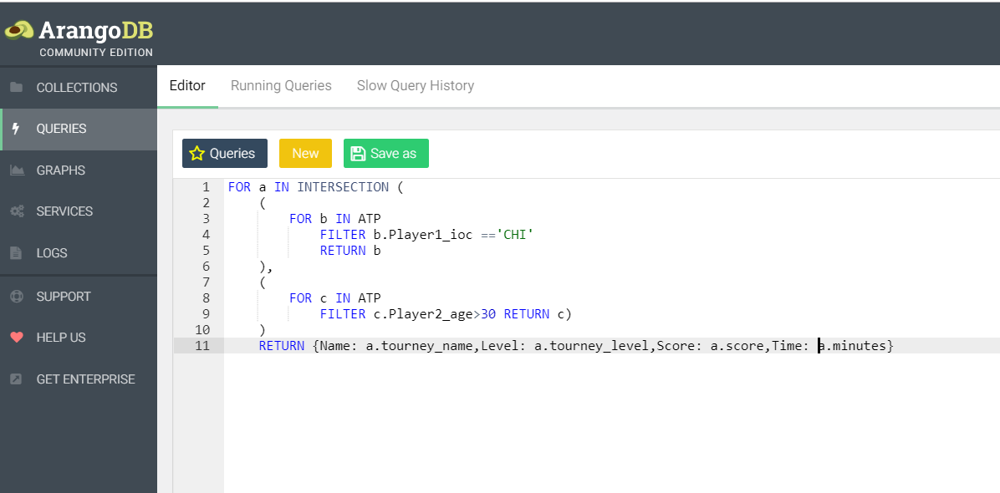 ArangoDB
COMMUNITY EDITION
COLLECTIONS
QUERIES
GRAPHS
SERVICES
LOGS
SUPPORT
HELP US
GET ENTERPRISE
Editor Running Queries Slow Query History
Queries New Save as
1 FOR a IN INTERSECTION (
2 (
3 FOR b IN ATP
4 FILTER b.Player1_ioc =='CHI'
5 RETURN b
6 ),
7 (
8 FOR c IN ATP
9 FILTER c.Player2_age>30 RETURN c)
10 )
11 RETURN {Name: a.tourney_name,Level: a.tourney_level,Score: a.score,Time: a.minutes}